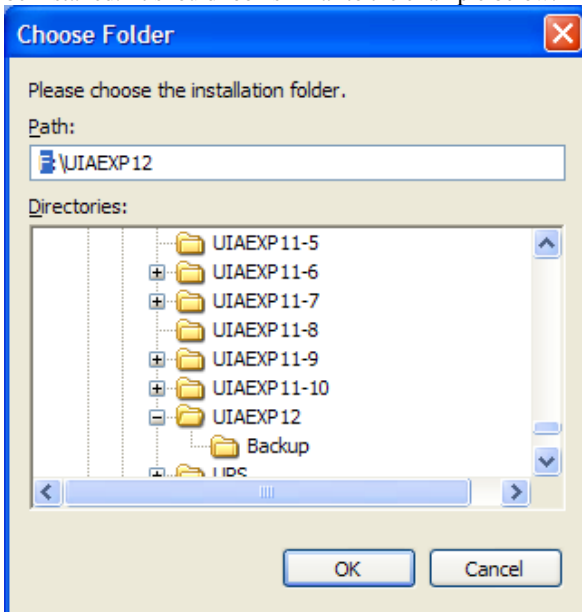 Choose Folder
Please choose the installation folder.
Path:
\UIAEXP12
Directories:
UIAEXP11-5
UIAEXP11-6
UIAEXP11-7
UIAEXP11-8
UIAEXP11-9
UIAEXP11-10
UIAEXP12
Backup
UPS
OK
Cancel